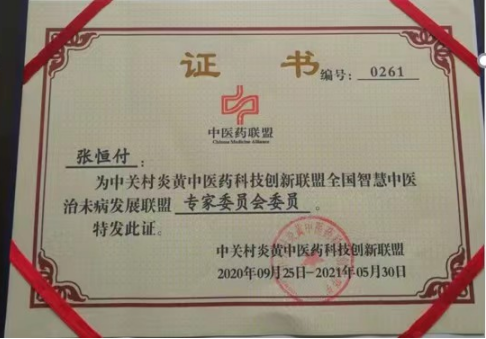 证 书
编号： 0261
中医药联盟
Chinese Medicine Alliance
张恒付：
为中关村炎黄中医药科技创新联盟全国智慧中医
治未病发展联盟 专家委员会委员 。
特发此证。
中关村炎黄中医药科技创新联盟
2020年09月25日-2021年05月30日